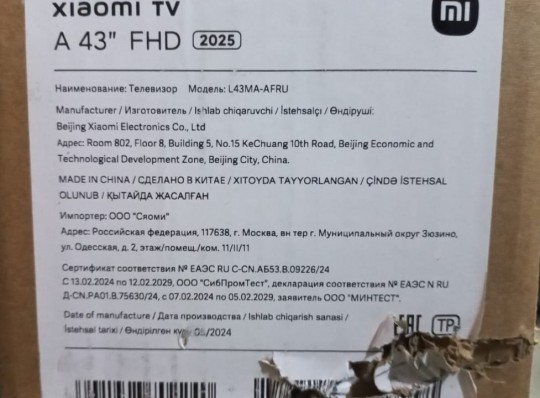 xiaomi TV
A 43" FHD 2025
mi
Наименование: Телевизор Модель: L43MA-AFRU
Manufacturer / Изготовитель / Ishlab chiqaruvchi / İstehsalçı / Өндіруші:
Beijing Xiaomi Electronics Co., Ltd
Адрес: Room 802, Floor 8, Building 5, No.15 KeChuang 10th Road, Beijing Economic and
Technological Development Zone, Beijing City, China.
MADE IN CHINA / СДЕЛАНО В КИТАЕ / XITOYDA TAYYORLANGAN / ÇİNDƏ İSTEHSAL
OLUNUB / ҚЫТАЙДА ЖАСАЛҒАН
Импортер: ООО "Сяоми"
Адрес: Российская федерация, 117638, г. Москва, вн тер г. Муниципальный округ Зюзино,
ул. Одесская, д. 2, этаж/помещ./ком. 11/II/11
Сертификат соответствия № ЕАЭС RU C-CN.АБ53.В.09226/24
С 13.02.2024 по 12.02.2029, ООО "СибПромТест", декларация соответствия № ЕАЭС N RU
Д-CN.РА01.В.75630/24, с 07.02.2024 по 05.02.2029, заявитель ООО "МИНТЕСТ".
Date of manufacture / Дата производства / Ishlab chiqarish sanasi /
İstehsal tarixi / Өндірілген /2024
EAC TP